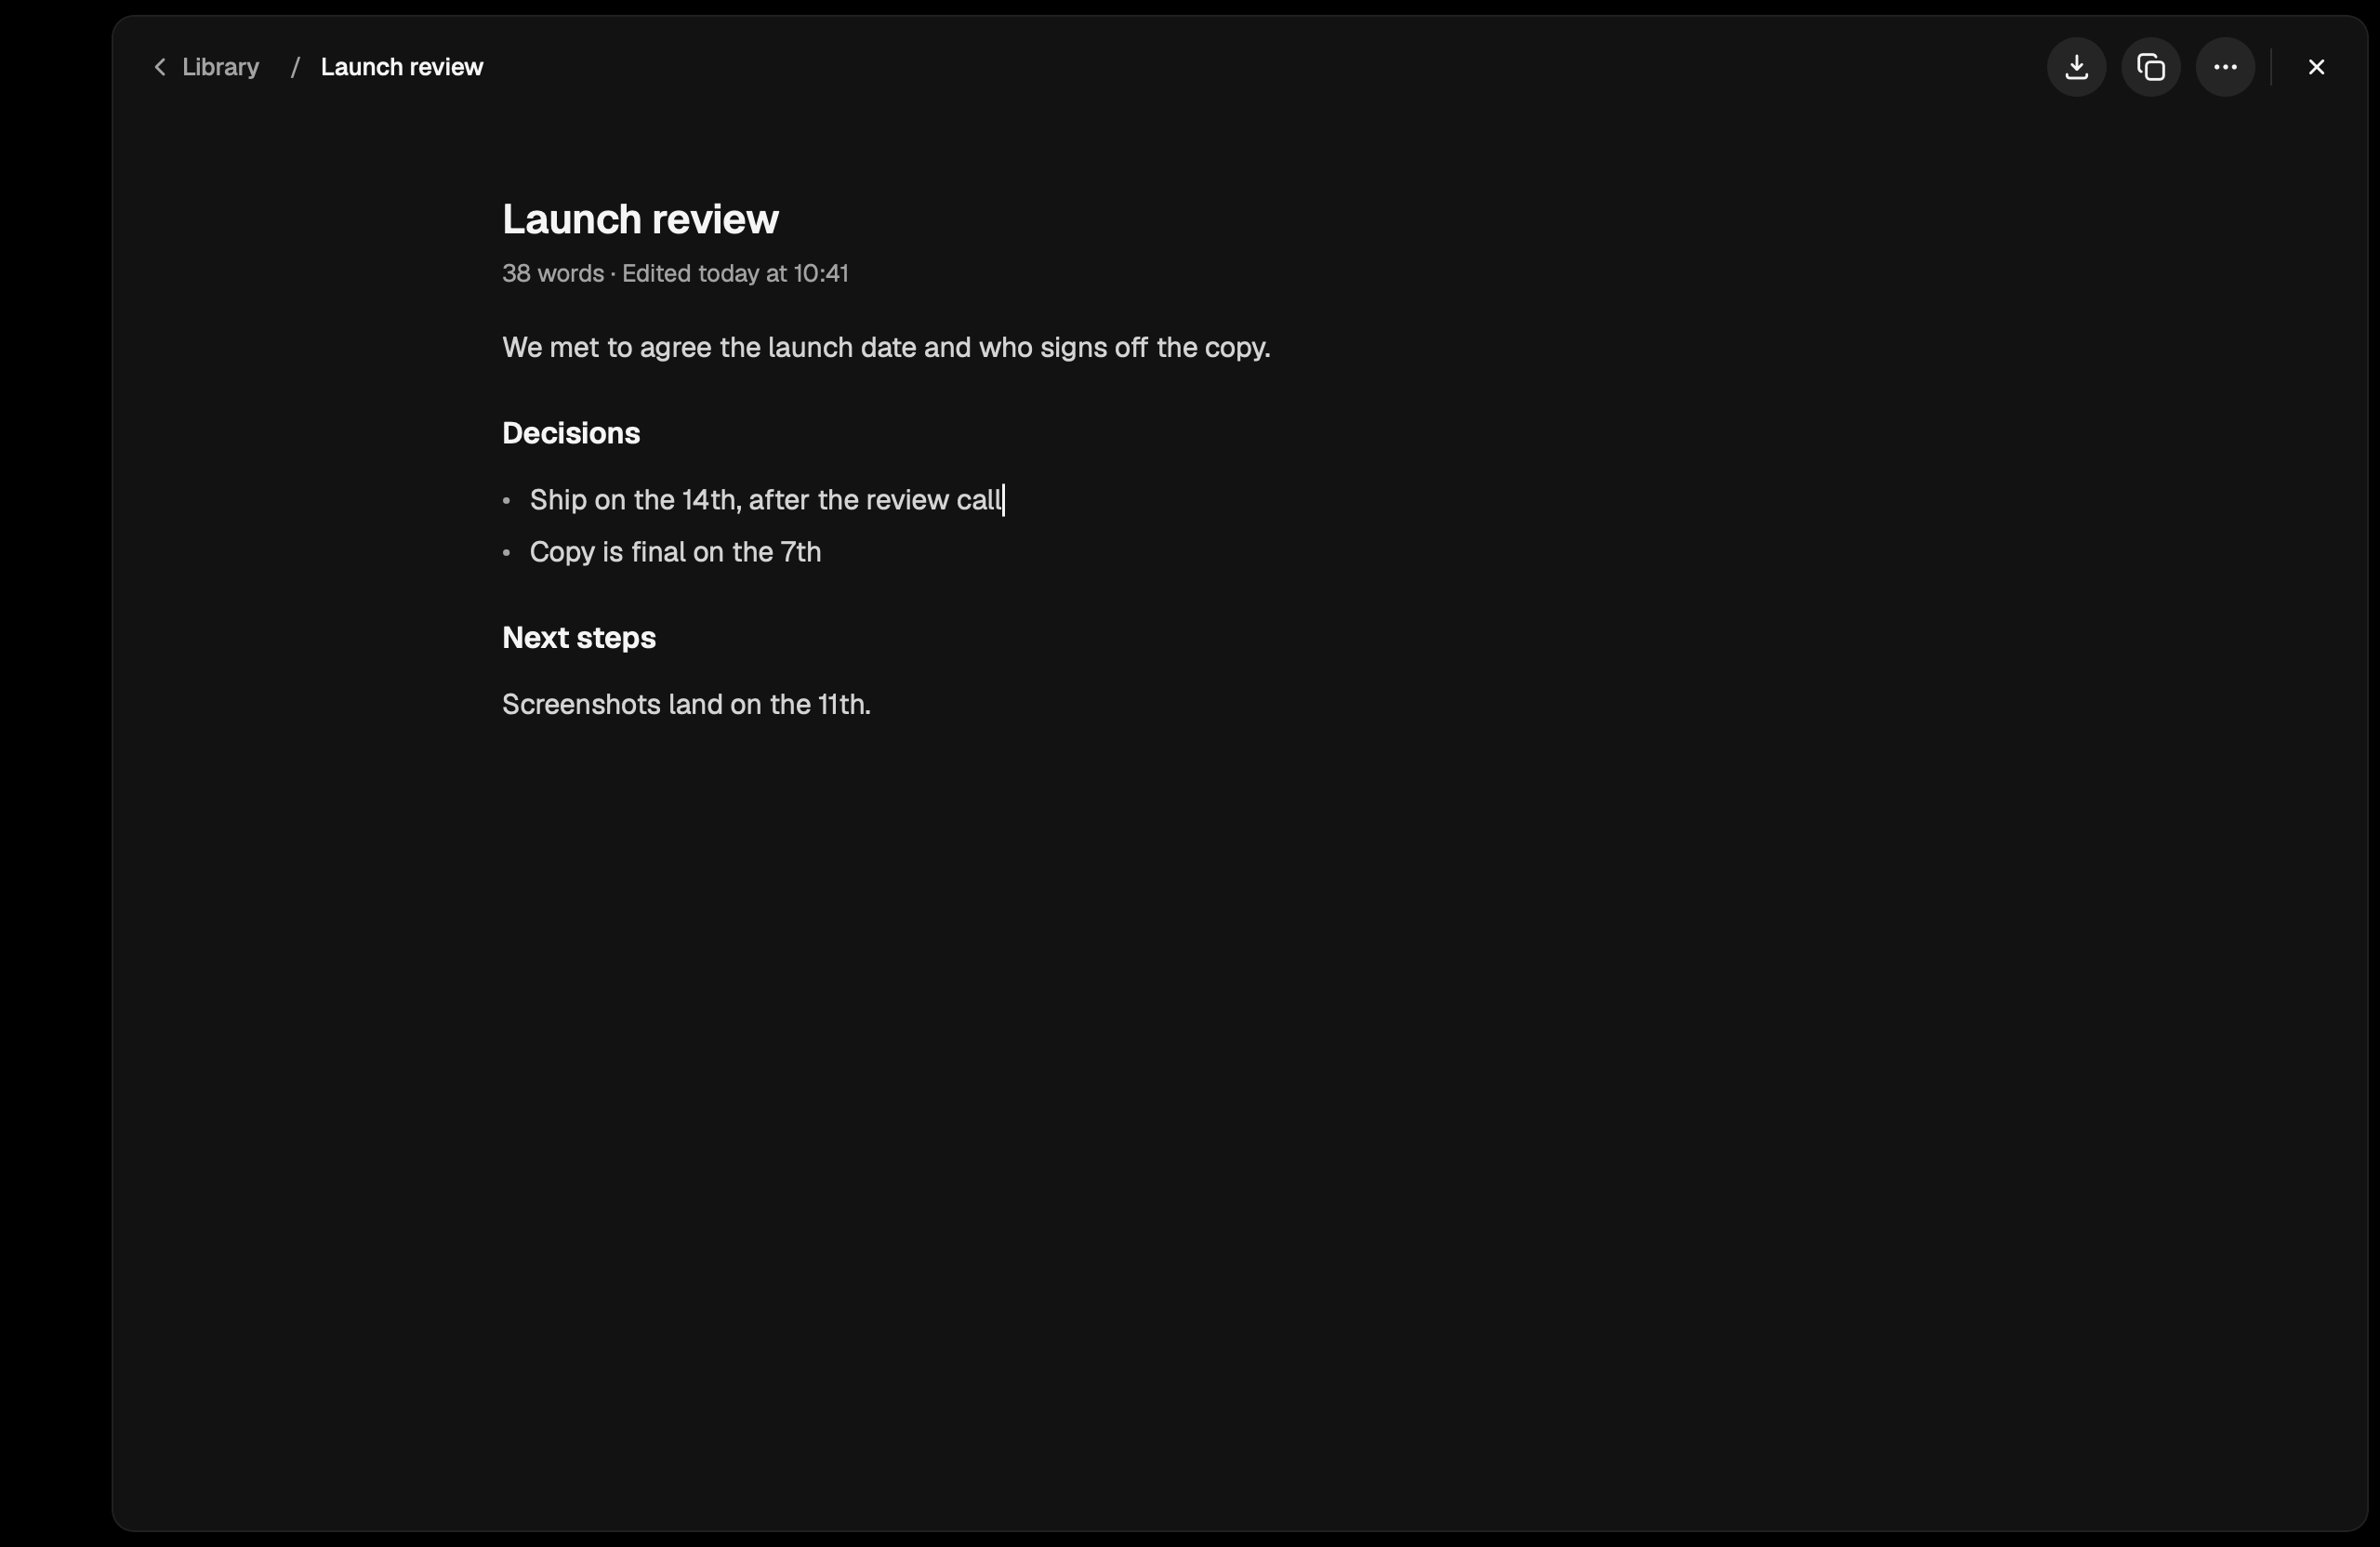 Library / Launch review
Launch review
38 words · Edited today at 10:41
We met to agree the launch date and who signs off the copy.
Decisions
• Ship on the 14th, after the review call
• Copy is final on the 7th
Next steps
Screenshots land on the 11th.